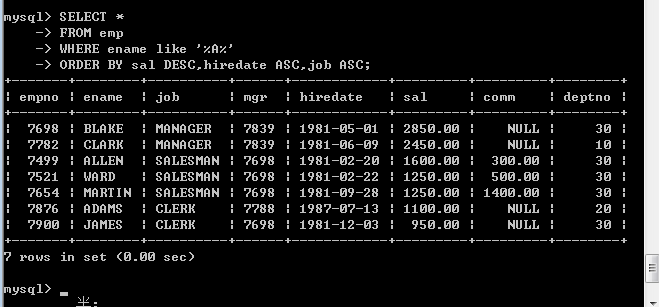 mysql> SELECT *
    -> FROM emp
    -> WHERE ename like '%A%'
    -> ORDER BY sal DESC,hiredate ASC,job ASC;
+-------+--------+----------+------+------------+---------+---------+--------+
| empno | ename  | job      | mgr  | hiredate   | sal     | comm    | deptno |
+-------+--------+----------+------+------------+---------+---------+--------+
|  7698 | BLAKE  | MANAGER  | 7839 | 1981-05-01 | 2850.00 |    NULL |     30 |
|  7782 | CLARK  | MANAGER  | 7839 | 1981-06-09 | 2450.00 |    NULL |     10 |
|  7499 | ALLEN  | SALESMAN | 7698 | 1981-02-20 | 1600.00 |  300.00 |     30 |
|  7521 | WARD   | SALESMAN | 7698 | 1981-02-22 | 1250.00 |  500.00 |     30 |
|  7654 | MARTIN | SALESMAN | 7698 | 1981-09-28 | 1250.00 | 1400.00 |     30 |
|  7876 | ADAMS  | CLERK    | 7788 | 1987-07-13 | 1100.00 |    NULL |     20 |
|  7900 | JAMES  | CLERK    | 7698 | 1981-12-03 |  950.00 |    NULL |     30 |
+-------+--------+----------+------+------------+---------+---------+--------+
7 rows in set (0.00 sec)
mysql> _
半: